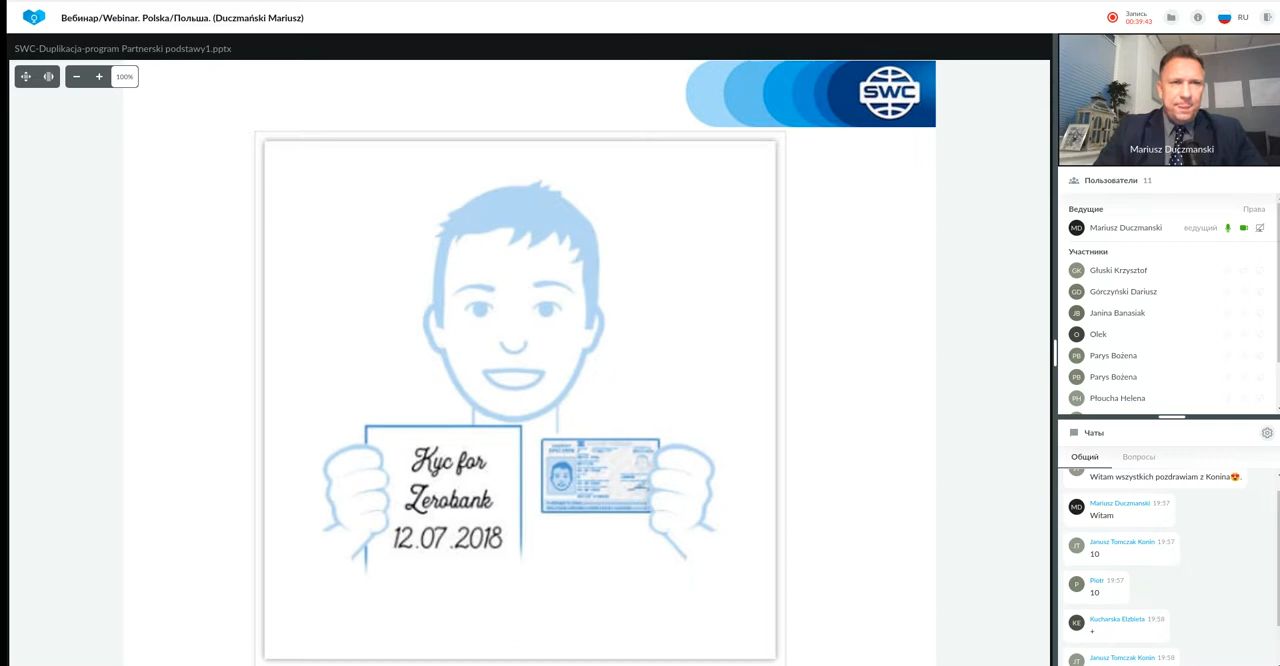 Вебинар/Webinar. Polska/Польша. (Duczmański Mariusz)
Запись
00:39:43
RU
SWC-Duplikacja-program Partnerski podstawy1.pptx
100%
SWC
Kyc for
Zerobank
12.07.2018
Mariusz Duczmanski
Пользователи 11
Ведущие Права
MD Mariusz Duczmanski ведущий
Участники
GK Głuski Krzysztof
GD Górczyński Dariusz
JB Janina Banasiak
O Olek
PB Parys Bożena
PB Parys Bożena
PH Płoucha Helena
Чаты
Общий Вопросы
Witam wszystkich pozdrawiam z Konina😍.
MD Mariusz Duczmanski 19:57
Witam
JT Janusz Tomczak Konin 19:57
10
P Piotr 19:57
10
KE Kucharska Elżbieta 19:58
+
JT Janusz Tomczak Konin 19:58